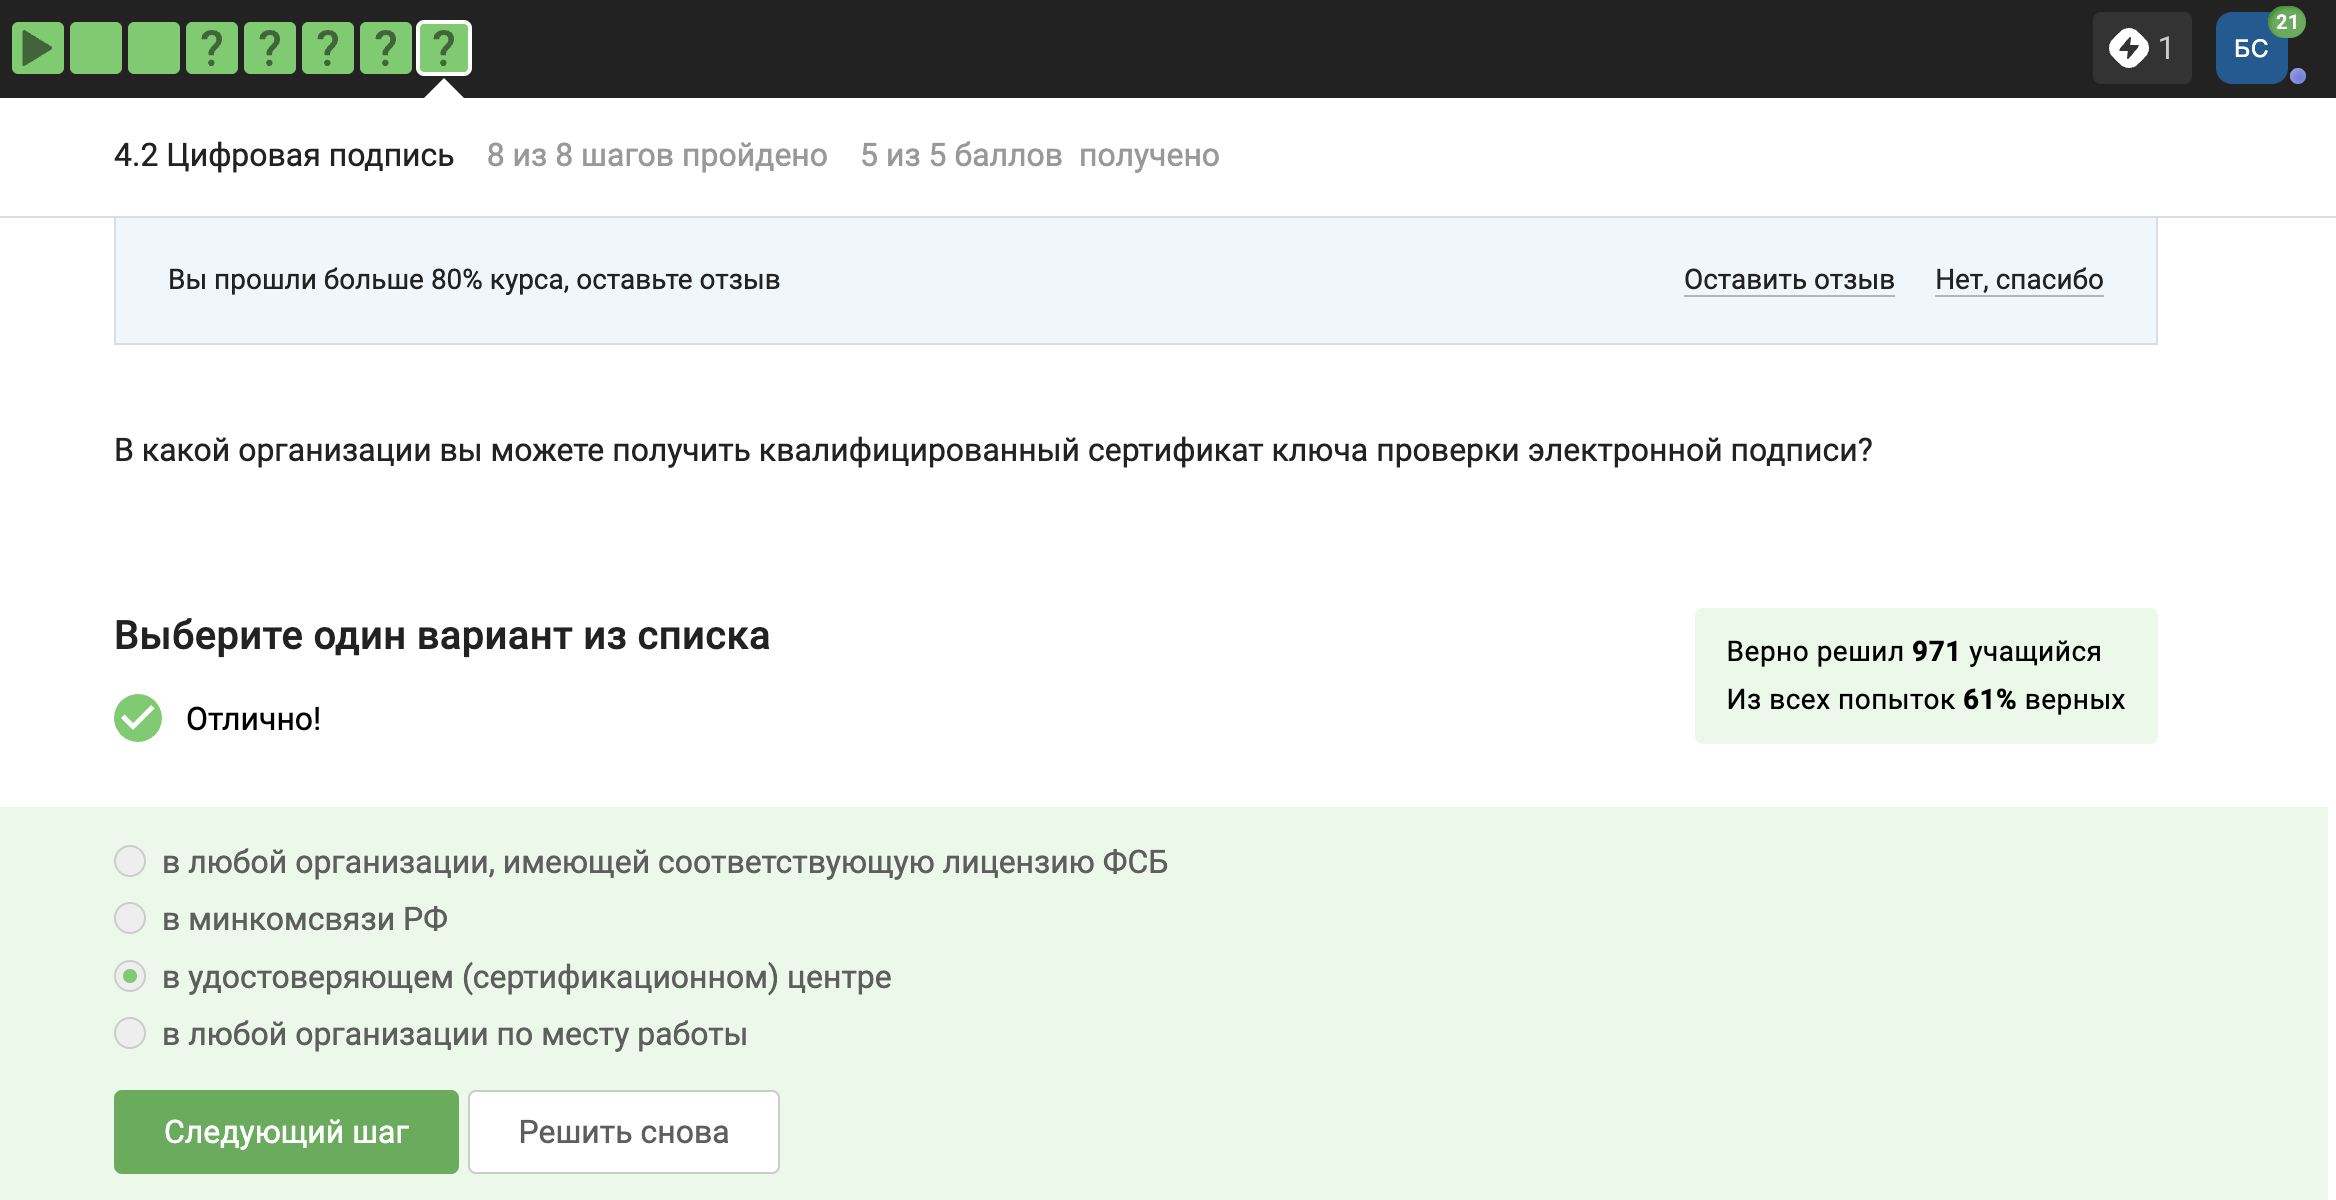 ? ? ? ? ?
1
БС
21
4.2 Цифровая подпись 8 из 8 шагов пройдено 5 из 5 баллов получено
Вы прошли больше 80% курса, оставьте отзыв
Оставить отзыв Нет, спасибо
В какой организации вы можете получить квалифицированный сертификат ключа проверки электронной подписи?
Выберите один вариант из списка
Отлично!
Верно решил 971 учащийся
Из всех попыток 61% верных
в любой организации, имеющей соответствующую лицензию ФСБ
в минкомсвязи РФ
в удостоверяющем (сертификационном) центре
в любой организации по месту работы
Следующий шаг
Решить снова